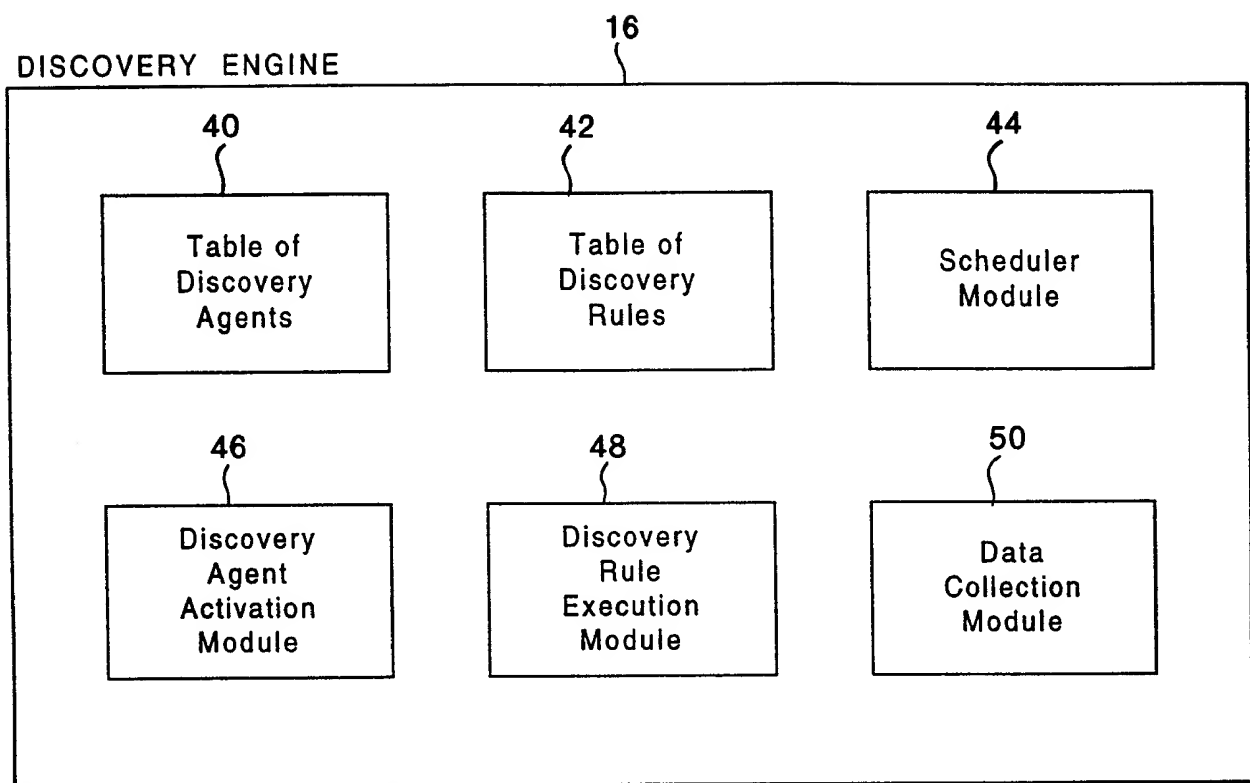 16
DISCOVERY ENGINE
40
42
44
Table of
Discovery
Agents
Table of
Discovery
Rules
Scheduler
Module
46
48
50
Discovery
Agent
Activation
Module
Discovery
Rule
Execution
Module
Data
Collection
Module